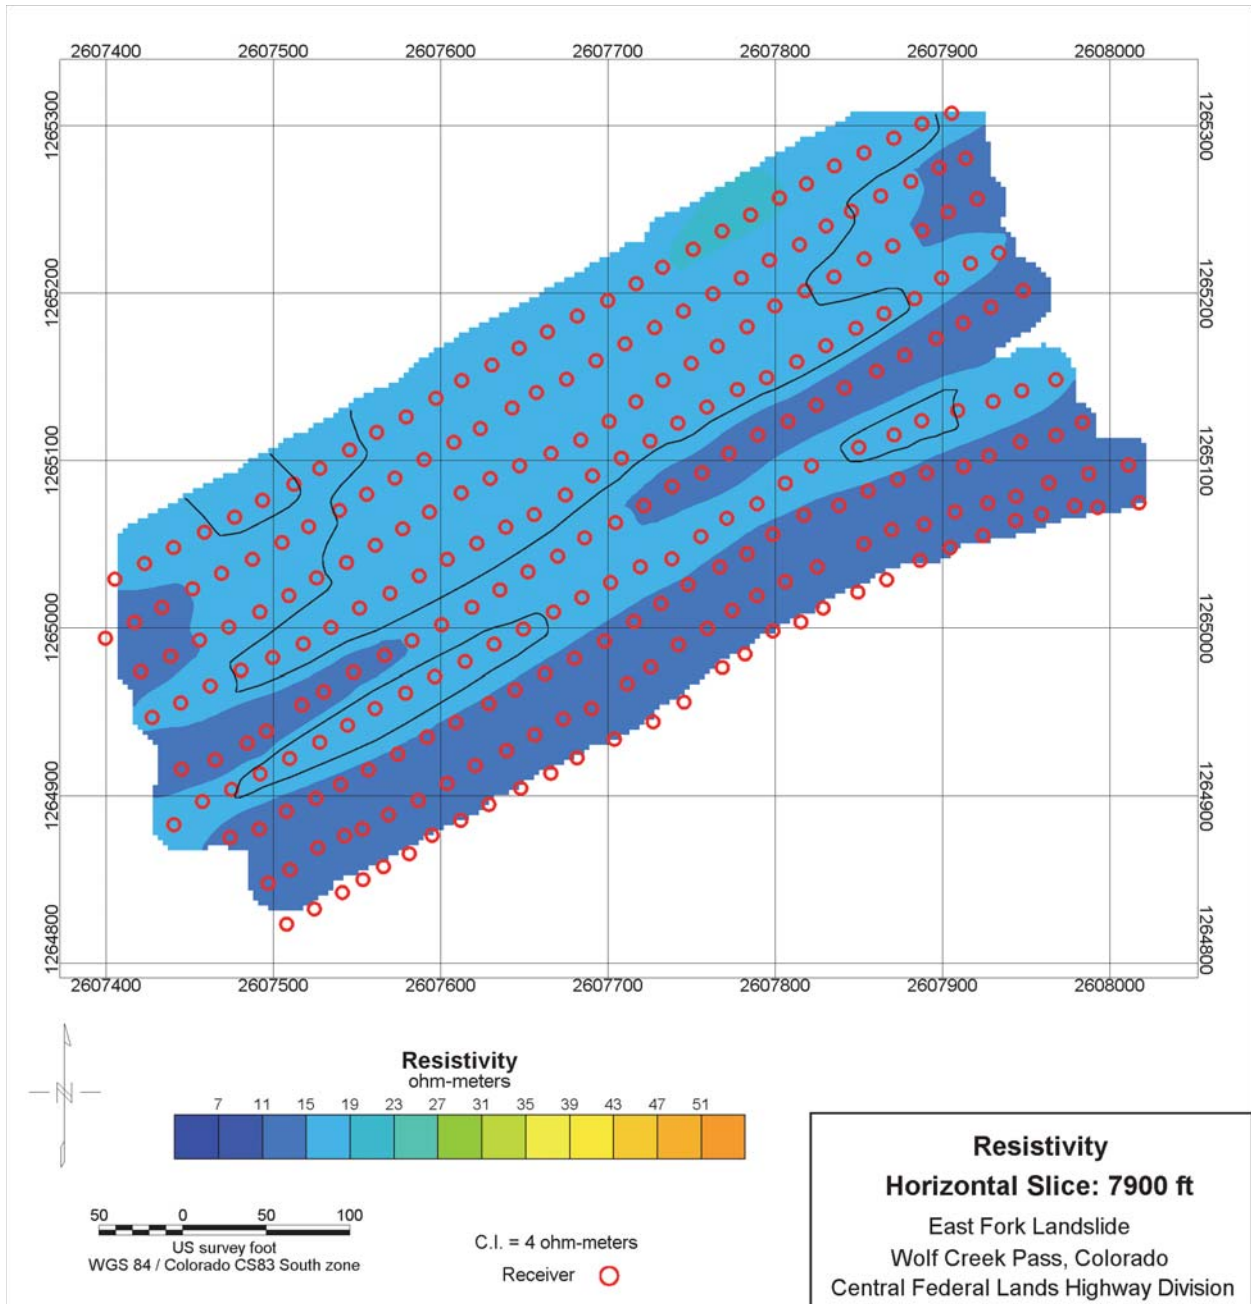 2607400 2607500 2607600 2607700 2607800 2607900 2608000
1265300 1265300
1265200 1265200
1265100 1265100
1265000 1265000
1264900 1264900
1264800 1264800
2607400 2607500 2607600 2607700 2607800 2607900 2608000
N
Resistivity
ohm-meters
7 11 15 19 23 27 31 35 39 43 47 51
50 0 50 100
US survey foot
WGS 84 / Colorado CS83 South zone
C.I. = 4 ohm-meters
Receiver
Resistivity
Horizontal Slice: 7900 ft
East Fork Landslide
Wolf Creek Pass, Colorado
Central Federal Lands Highway Division